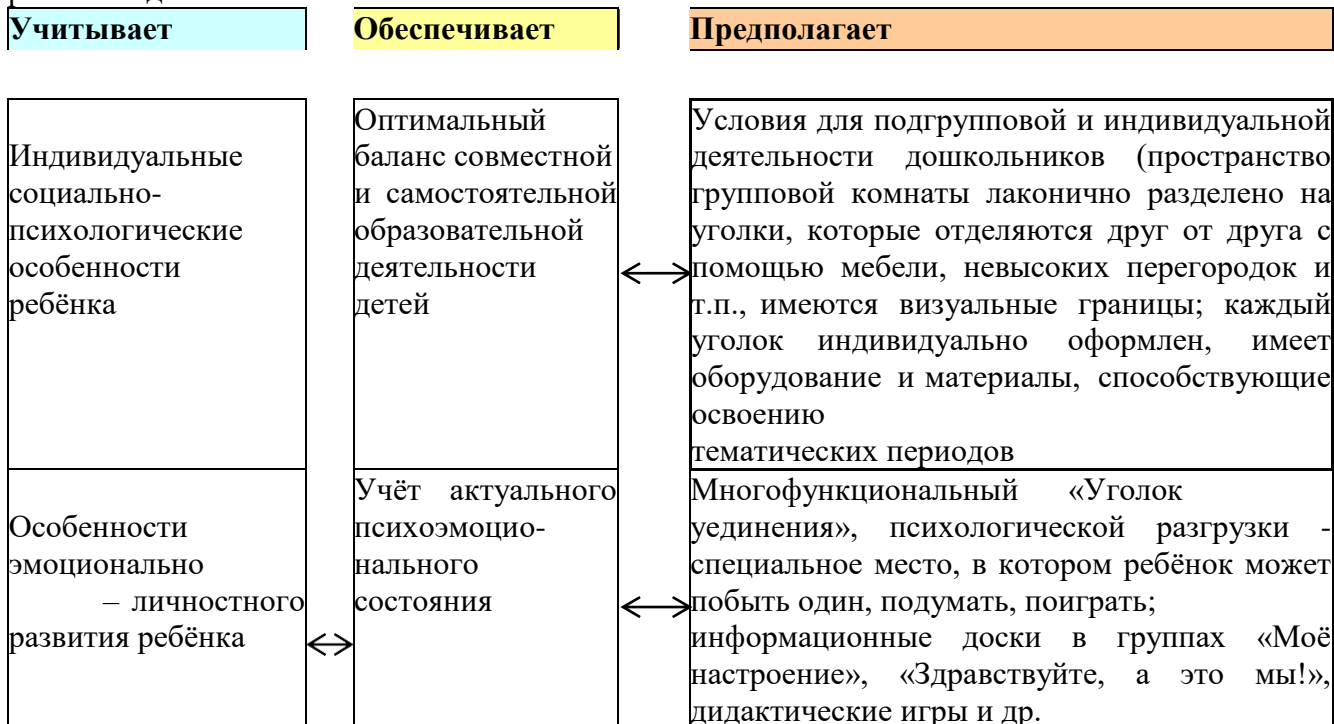 Учитывает
Обеспечивает
Предполагает
Индивидуальные
социально-
психологические
особенности
ребёнка
Оптимальный
баланс совместной
и самостоятельной
образовательной
деятельности
детей
Условия для подгрупповой и индивидуальной
деятельности дошкольников (пространство
групповой комнаты лаконично разделено на
уголки, которые отделяются друг от друга с
помощью мебели, невысоких перегородок и
т.п., имеются визуальные границы; каждый
уголок индивидуально оформлен, имеет
оборудование и материалы, способствующие
освоению
тематических периодов
Особенности
эмоционально
– личностного
развития ребёнка
Учёт актуального
психоэмоцио-
нального
состояния
Многофункциональный «Уголок
уединения», психологической разгрузки -
специальное место, в котором ребёнок может
побыть один, подумать, поиграть;
информационные доски в группах «Моё
настроение», «Здравствуйте, а это мы!»,
дидактические игры и др.